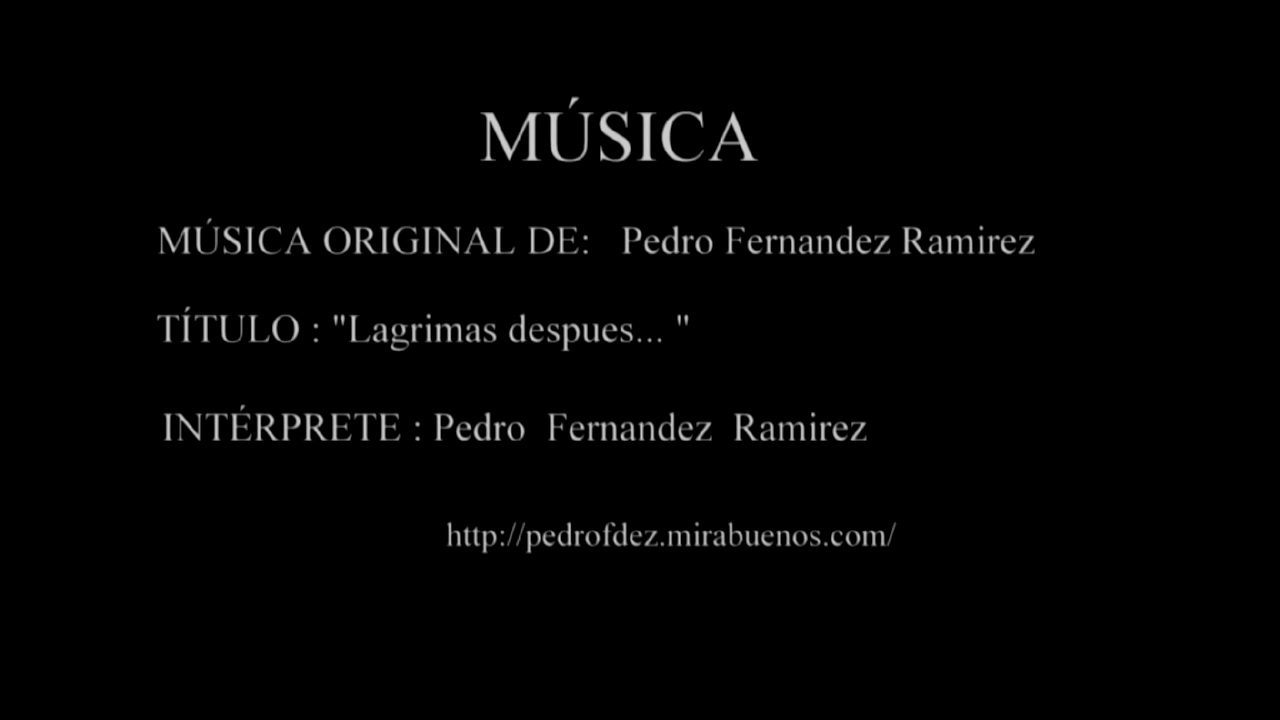 MÚSICA
MÚSICA ORIGINAL DE: Pedro Fernandez Ramirez
TÍTULO : "Lagrimas despues... "
INTÉRPRETE : Pedro Fernandez Ramirez
http://pedrofdez.mirabuenos.com/